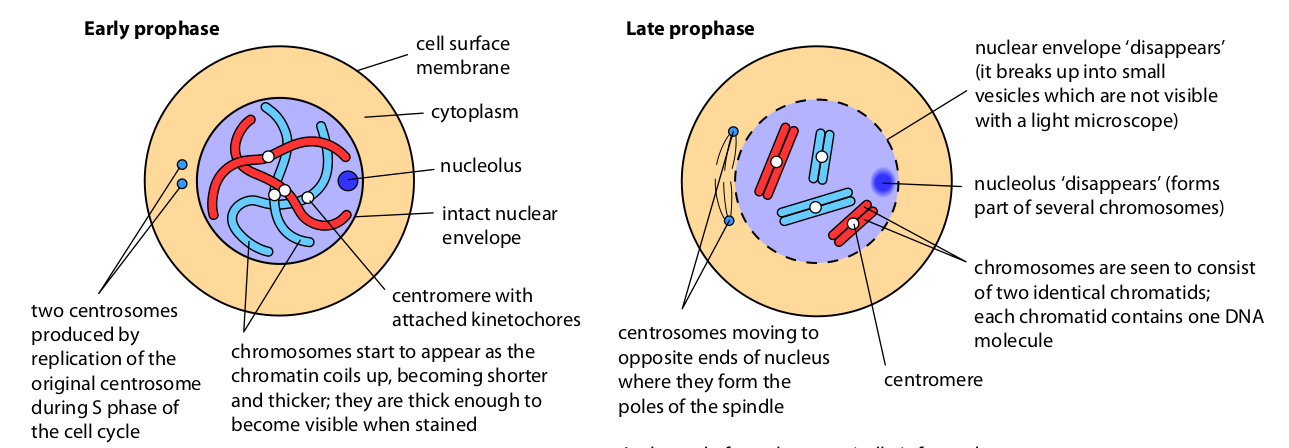 Early prophase
cell surface
membrane
cytoplasm
nucleolus
intact nuclear
envelope
centromere with
attached kinetochores
two centrosomes
produced by
replication of the
original centrosome
during S phase of
the cell cycle
chromosomes start to appear as the
chromatin coils up, becoming shorter
and thicker; they are thick enough to
become visible when stained
Late prophase
nuclear envelope ‘disappears’
(it breaks up into small
vesicles which are not visible
with a light microscope)
nucleolus ‘disappears’ (forms
part of several chromosomes)
chromosomes are seen to consist
of two identical chromatids;
each chromatid contains one DNA
molecule
centrosomes moving to
opposite ends of nucleus
where they form the
poles of the spindle
centromere